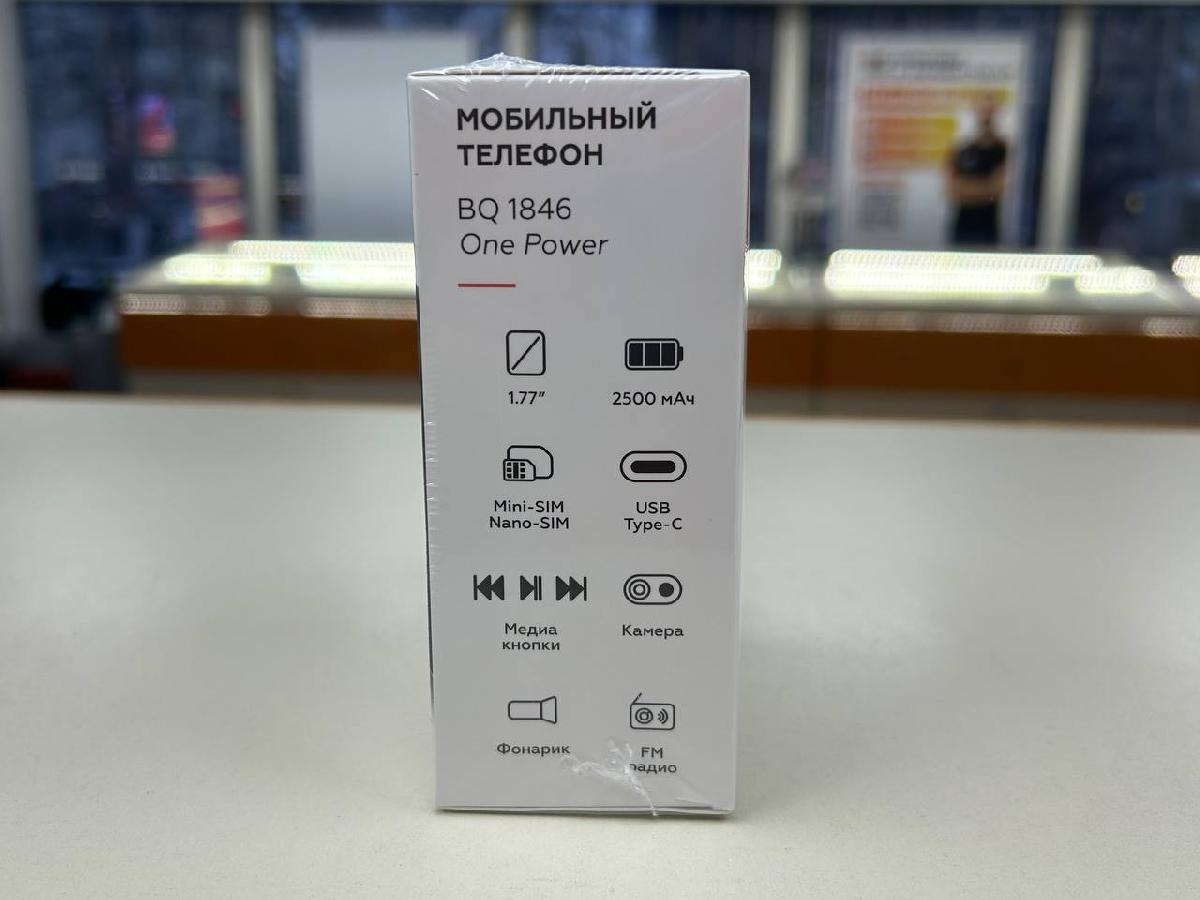 МОБИЛЬНЫЙ
ТЕЛЕФОН
BQ 1846
One Power
1.77"
2500 мАч
Mini-SIM
Nano-SIM
USB
Type-C
Медиа
кнопки
Камера
Фонарик
FM
радио